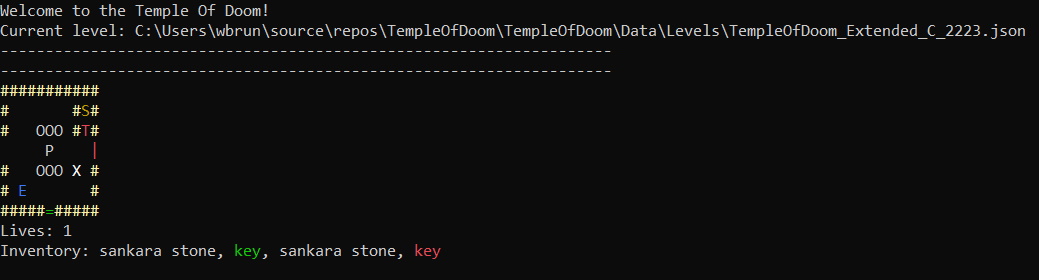 Welcome to the Temple Of Doom!
Current level: C:\Users\wbrun\source\repos\TempleOfDoom\TempleOfDoom\Data\Levels\TempleOfDoom_Extended_C_2223.json
--------------------------------------------------------------------
--------------------------------------------------------------------
###########
#       #S#
#   OOO #T#
     P    |
#   OOO X #
# E       #
#####=#####
Lives: 1
Inventory: sankara stone, key, sankara stone, key